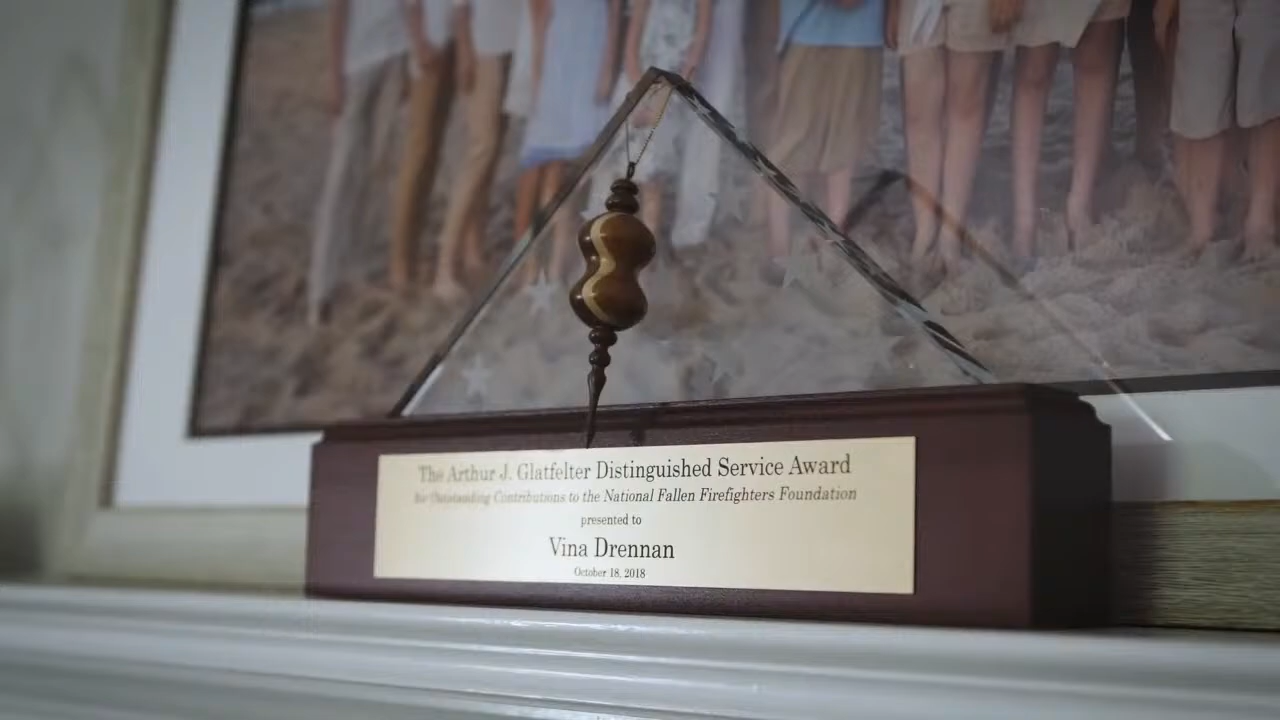 The Arthur J. Glatfelter Distinguished Service Award
for Outstanding Contributions to the National Fallen Firefighters Foundation
presented to
Vina Drennan
October 18, 2018